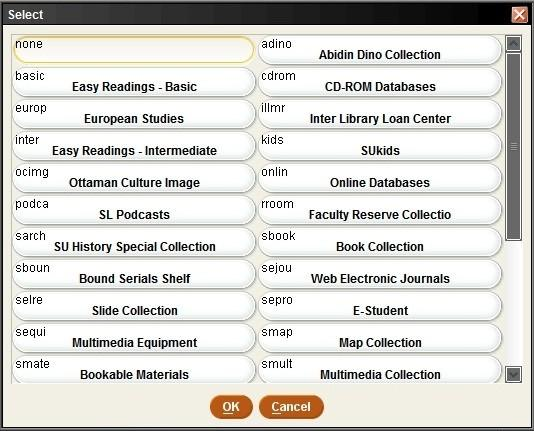 Select
none
adino
Abidin Dino Collection
basic
Easy Readings - Basic
cdrom
CD-ROM Databases
europ
European Studies
illmr
Inter Library Loan Center
inter
Easy Readings - Intermediate
kids
SUkids
ocimg
Ottaman Culture Image
onlin
Online Databases
podca
SL Podcasts
rroom
Faculty Reserve Collectio
sarch
SU History Special Collection
sbook
Book Collection
sboun
Bound Serials Shelf
sejou
Web Electronic Journals
selre
Slide Collection
sepro
E-Student
sequi
Multimedia Equipment
smap
Map Collection
smate
Bookable Materials
smult
Multimedia Collection
OK
Cancel